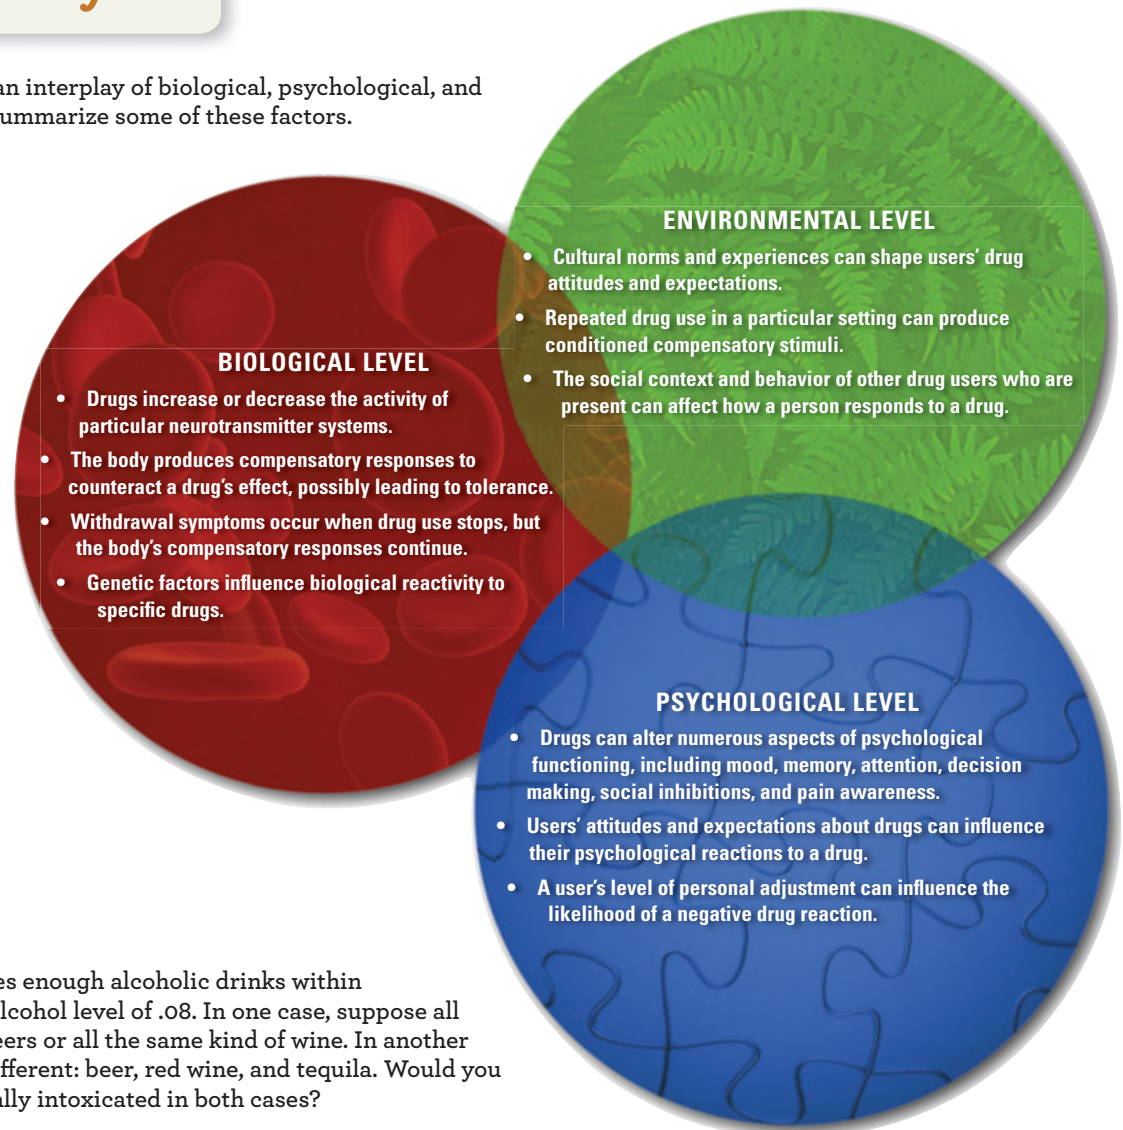 an interplay of biological, psychological, and
summarize some of these factors.
ENVIRONMENTAL LEVEL
• Cultural norms and experiences can shape users’ drug
attitudes and expectations.
• Repeated drug use in a particular setting can produce
conditioned compensatory stimuli.
• The social context and behavior of other drug users who are
present can affect how a person responds to a drug.
BIOLOGICAL LEVEL
• Drugs increase or decrease the activity of
particular neurotransmitter systems.
• The body produces compensatory responses to
counteract a drug’s effect, possibly leading to tolerance.
• Withdrawal symptoms occur when drug use stops, but
the body’s compensatory responses continue.
• Genetic factors influence biological reactivity to
specific drugs.
PSYCHOLOGICAL LEVEL
• Drugs can alter numerous aspects of psychological
functioning, including mood, memory, attention, decision
making, social inhibitions, and pain awareness.
• Users’ attitudes and expectations about drugs can influence
their psychological reactions to a drug.
• A user’s level of personal adjustment can influence the
likelihood of a negative drug reaction.
es enough alcoholic drinks within
lcohol level of .08. In one case, suppose all
eers or all the same kind of wine. In another
fferent: beer, red wine, and tequila. Would you
ally intoxicated in both cases?